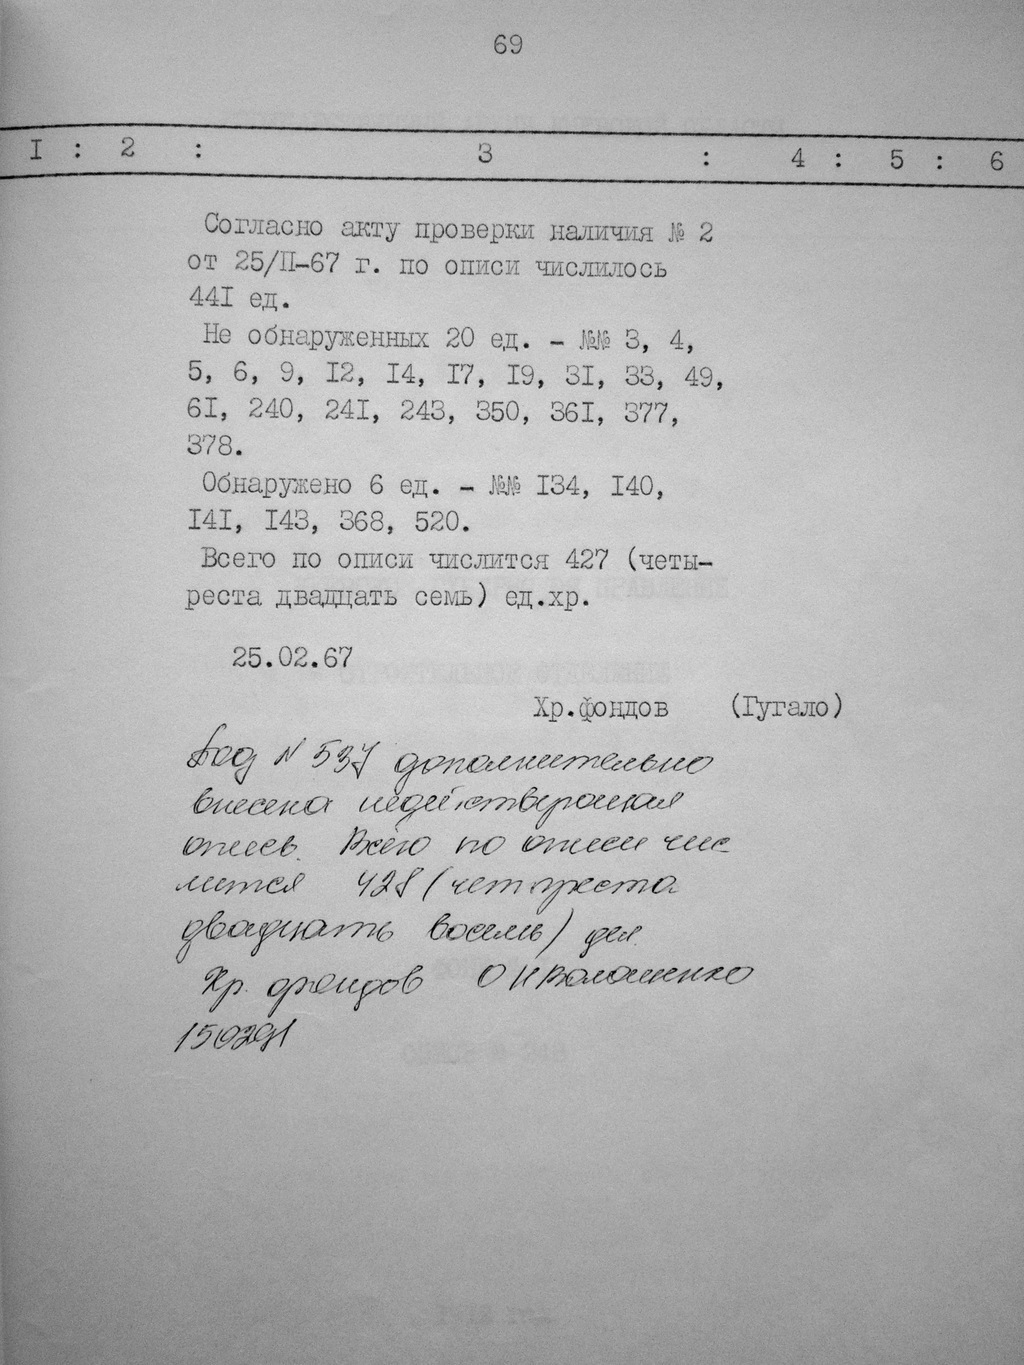 69
I : 2 : 3 : 4 : 5 : 6
Согласно акту проверки наличия № 2
от 25/II-67 г. по описи числилось
44I ед.
Не обнаруженных 20 ед. - №№ 3, 4,
5, 6, 9, I2, I4, I7, I9, 3I, 33, 49,
6I, 240, 24I, 243, 350, 36I, 377,
378.
Обнаружено 6 ед. - №№ I34, I40,
I4I, I43, 368, 520.
Всего по описи числится 427 (четы-
реста двадцать семь) ед.хр.
25.02.67
Хр.фондов (Гугало)
Под N 537 дополнительно
внесена недействующая
опись. Всего по описи чис
лится 428 (четыреста
двадцать восемь) дел.
Хр. фондов О Н Волошенко
150291